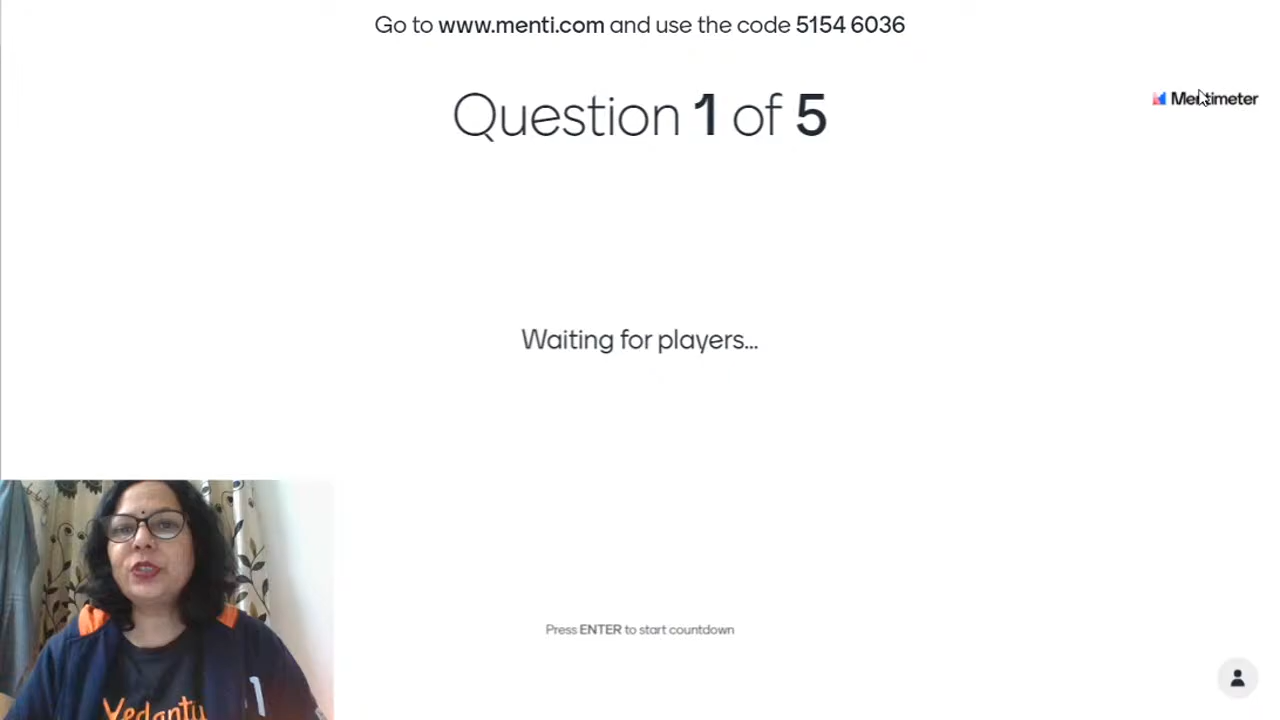 Go to www.menti.com and use the code 5154 6036
Question 1 of 5
Mentimeter
Waiting for players...
Press ENTER to start countdown
Vedantu
1